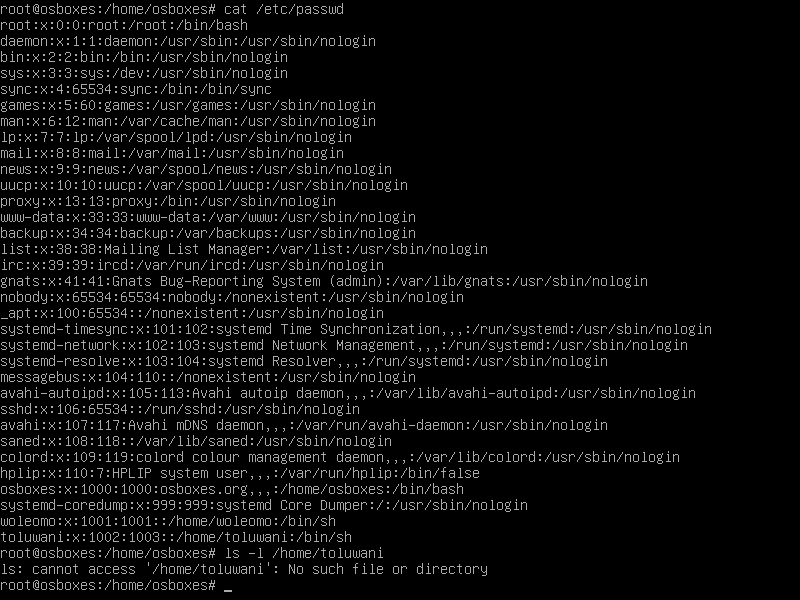 root@osboxes:/home/osboxes# cat /etc/passwd
root:x:0:0:root:/root:/bin/bash
daemon:x:1:1:daemon:/usr/sbin:/usr/sbin/nologin
bin:x:2:2:bin:/bin:/usr/sbin/nologin
sys:x:3:3:sys:/dev:/usr/sbin/nologin
sync:x:4:65534:sync:/bin:/bin/sync
games:x:5:60:games:/usr/games:/usr/sbin/nologin
man:x:6:12:man:/var/cache/man:/usr/sbin/nologin
lp:x:7:7:lp:/var/spool/lpd:/usr/sbin/nologin
mail:x:8:8:mail:/var/mail:/usr/sbin/nologin
news:x:9:9:news:/var/spool/news:/usr/sbin/nologin
uucp:x:10:10:uucp:/var/spool/uucp:/usr/sbin/nologin
proxy:x:13:13:proxy:/bin:/usr/sbin/nologin
www-data:x:33:33:www-data:/var/www:/usr/sbin/nologin
backup:x:34:34:backup:/var/backups:/usr/sbin/nologin
list:x:38:38:Mailing List Manager:/var/list:/usr/sbin/nologin
irc:x:39:39:ircd:/var/run/ircd:/usr/sbin/nologin
gnats:x:41:41:Gnats Bug-Reporting System (admin):/var/lib/gnats:/usr/sbin/nologin
nobody:x:65534:65534:nobody:/nonexistent:/usr/sbin/nologin
_apt:x:100:65534::/nonexistent:/usr/sbin/nologin
systemd-timesync:x:101:102:systemd Time Synchronization,,,:/run/systemd:/usr/sbin/nologin
systemd-network:x:102:103:systemd Network Management,,,:/run/systemd:/usr/sbin/nologin
systemd-resolve:x:103:104:systemd Resolver,,,:/run/systemd:/usr/sbin/nologin
messagebus:x:104:110::/nonexistent:/usr/sbin/nologin
avahi-autoipd:x:105:113:Avahi autoip daemon,,,:/var/lib/avahi-autoipd:/usr/sbin/nologin
sshd:x:106:65534::/run/sshd:/usr/sbin/nologin
avahi:x:107:117:Avahi mDNS daemon,,,:/var/run/avahi-daemon:/usr/sbin/nologin
saned:x:108:118::/var/lib/saned:/usr/sbin/nologin
colord:x:109:119:colord colour management daemon,,,:/var/lib/colord:/usr/sbin/nologin
hplip:x:110:7:HPLIP system user,,,:/var/run/hplip:/bin/false
osboxes:x:1000:1000:osboxes.org,,,:/home/osboxes:/bin/bash
systemd-coredump:x:999:999:systemd Core Dumper:/:/usr/sbin/nologin
woleomo:x:1001:1001::/home/woleomo:/bin/sh
toluwani:x:1002:1003::/home/toluwani:/bin/sh
root@osboxes:/home/osboxes# ls -l /home/toluwani
ls: cannot access '/home/toluwani': No such file or directory
root@osboxes:/home/osboxes# _